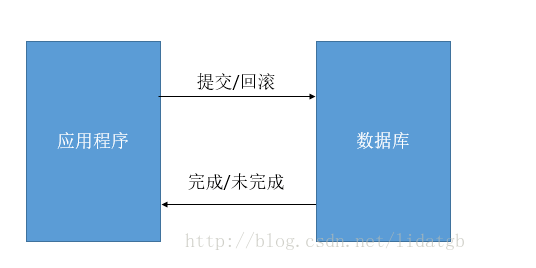 提交/回滚
应用程序
数据库
完成/未完成
http://blog.csdn.net/lidatgb